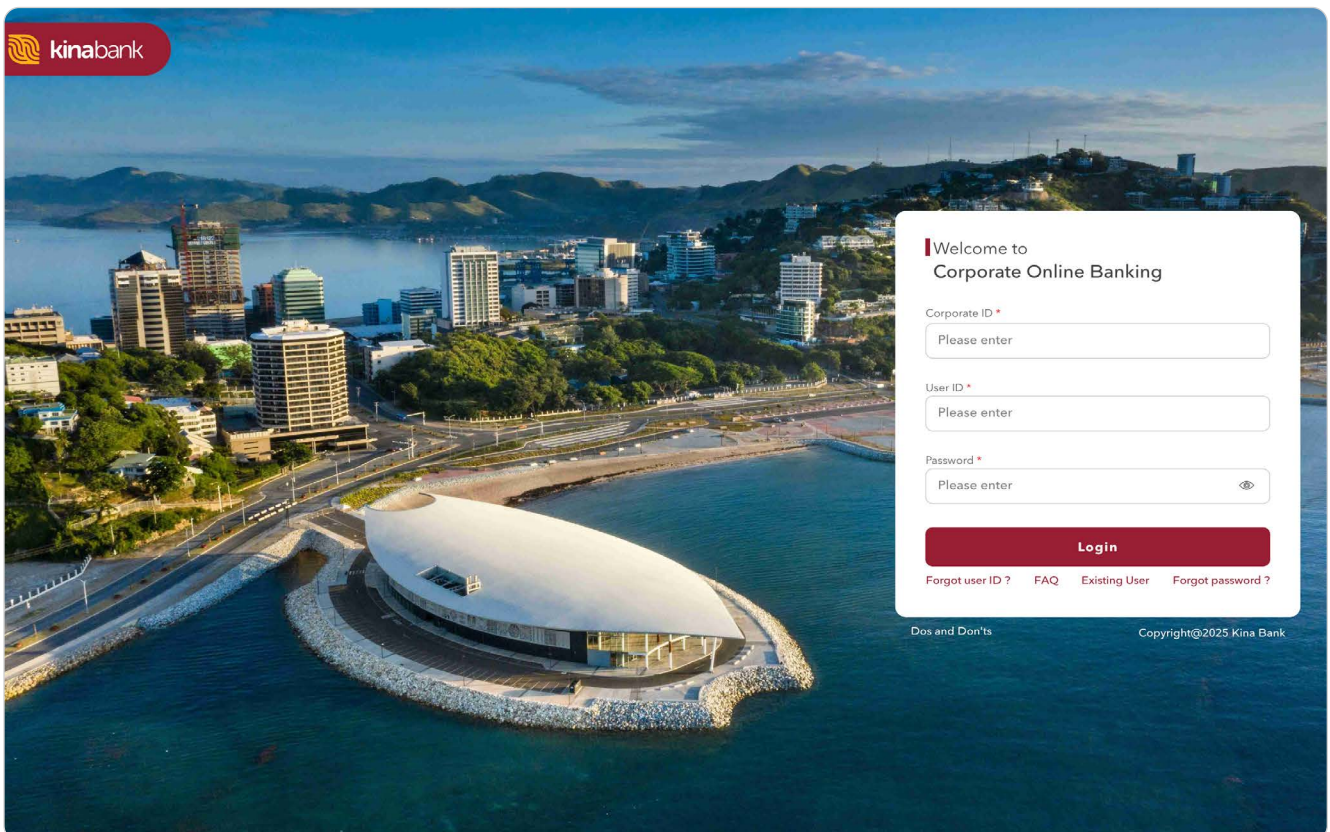 kinabank
Welcome to
Corporate Online Banking
Corporate ID *
Please enter
User ID *
Please enter
Password *
Please enter
Login
Forgot user ID ? FAQ Existing User Forgot password ?
Dos and Don'ts Copyright@2025 Kina Bank